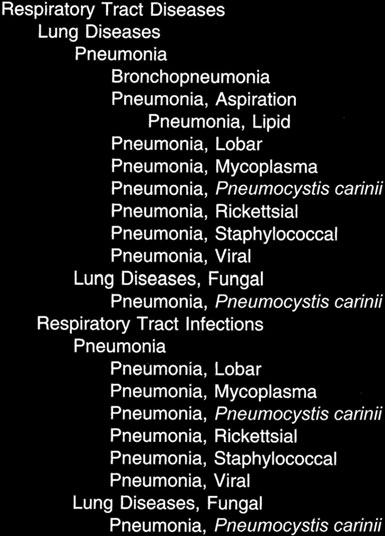 Respiratory Tract Diseases
Lung Diseases
Pneumonia
Bronchopneumonia
Pneumonia, Aspiration
Pneumonia, Lipid
Pneumonia, Lobar
Pneumonia, Mycoplasma
Pneumonia, Pneumocystis carinii
Pneumonia, Rickettsial
Pneumonia, Staphylococcal
Pneumonia, Viral
Lung Diseases, Fungal
Pneumonia, Pneumocystis carinii
Respiratory Tract Infections
Pneumonia
Pneumonia, Lobar
Pneumonia, Mycoplasma
Pneumonia, Pneumocystis carinii
Pneumonia, Rickettsial
Pneumonia, Staphylococcal
Pneumonia, Viral
Lung Diseases, Fungal
Pneumonia, Pneumocystis carinii